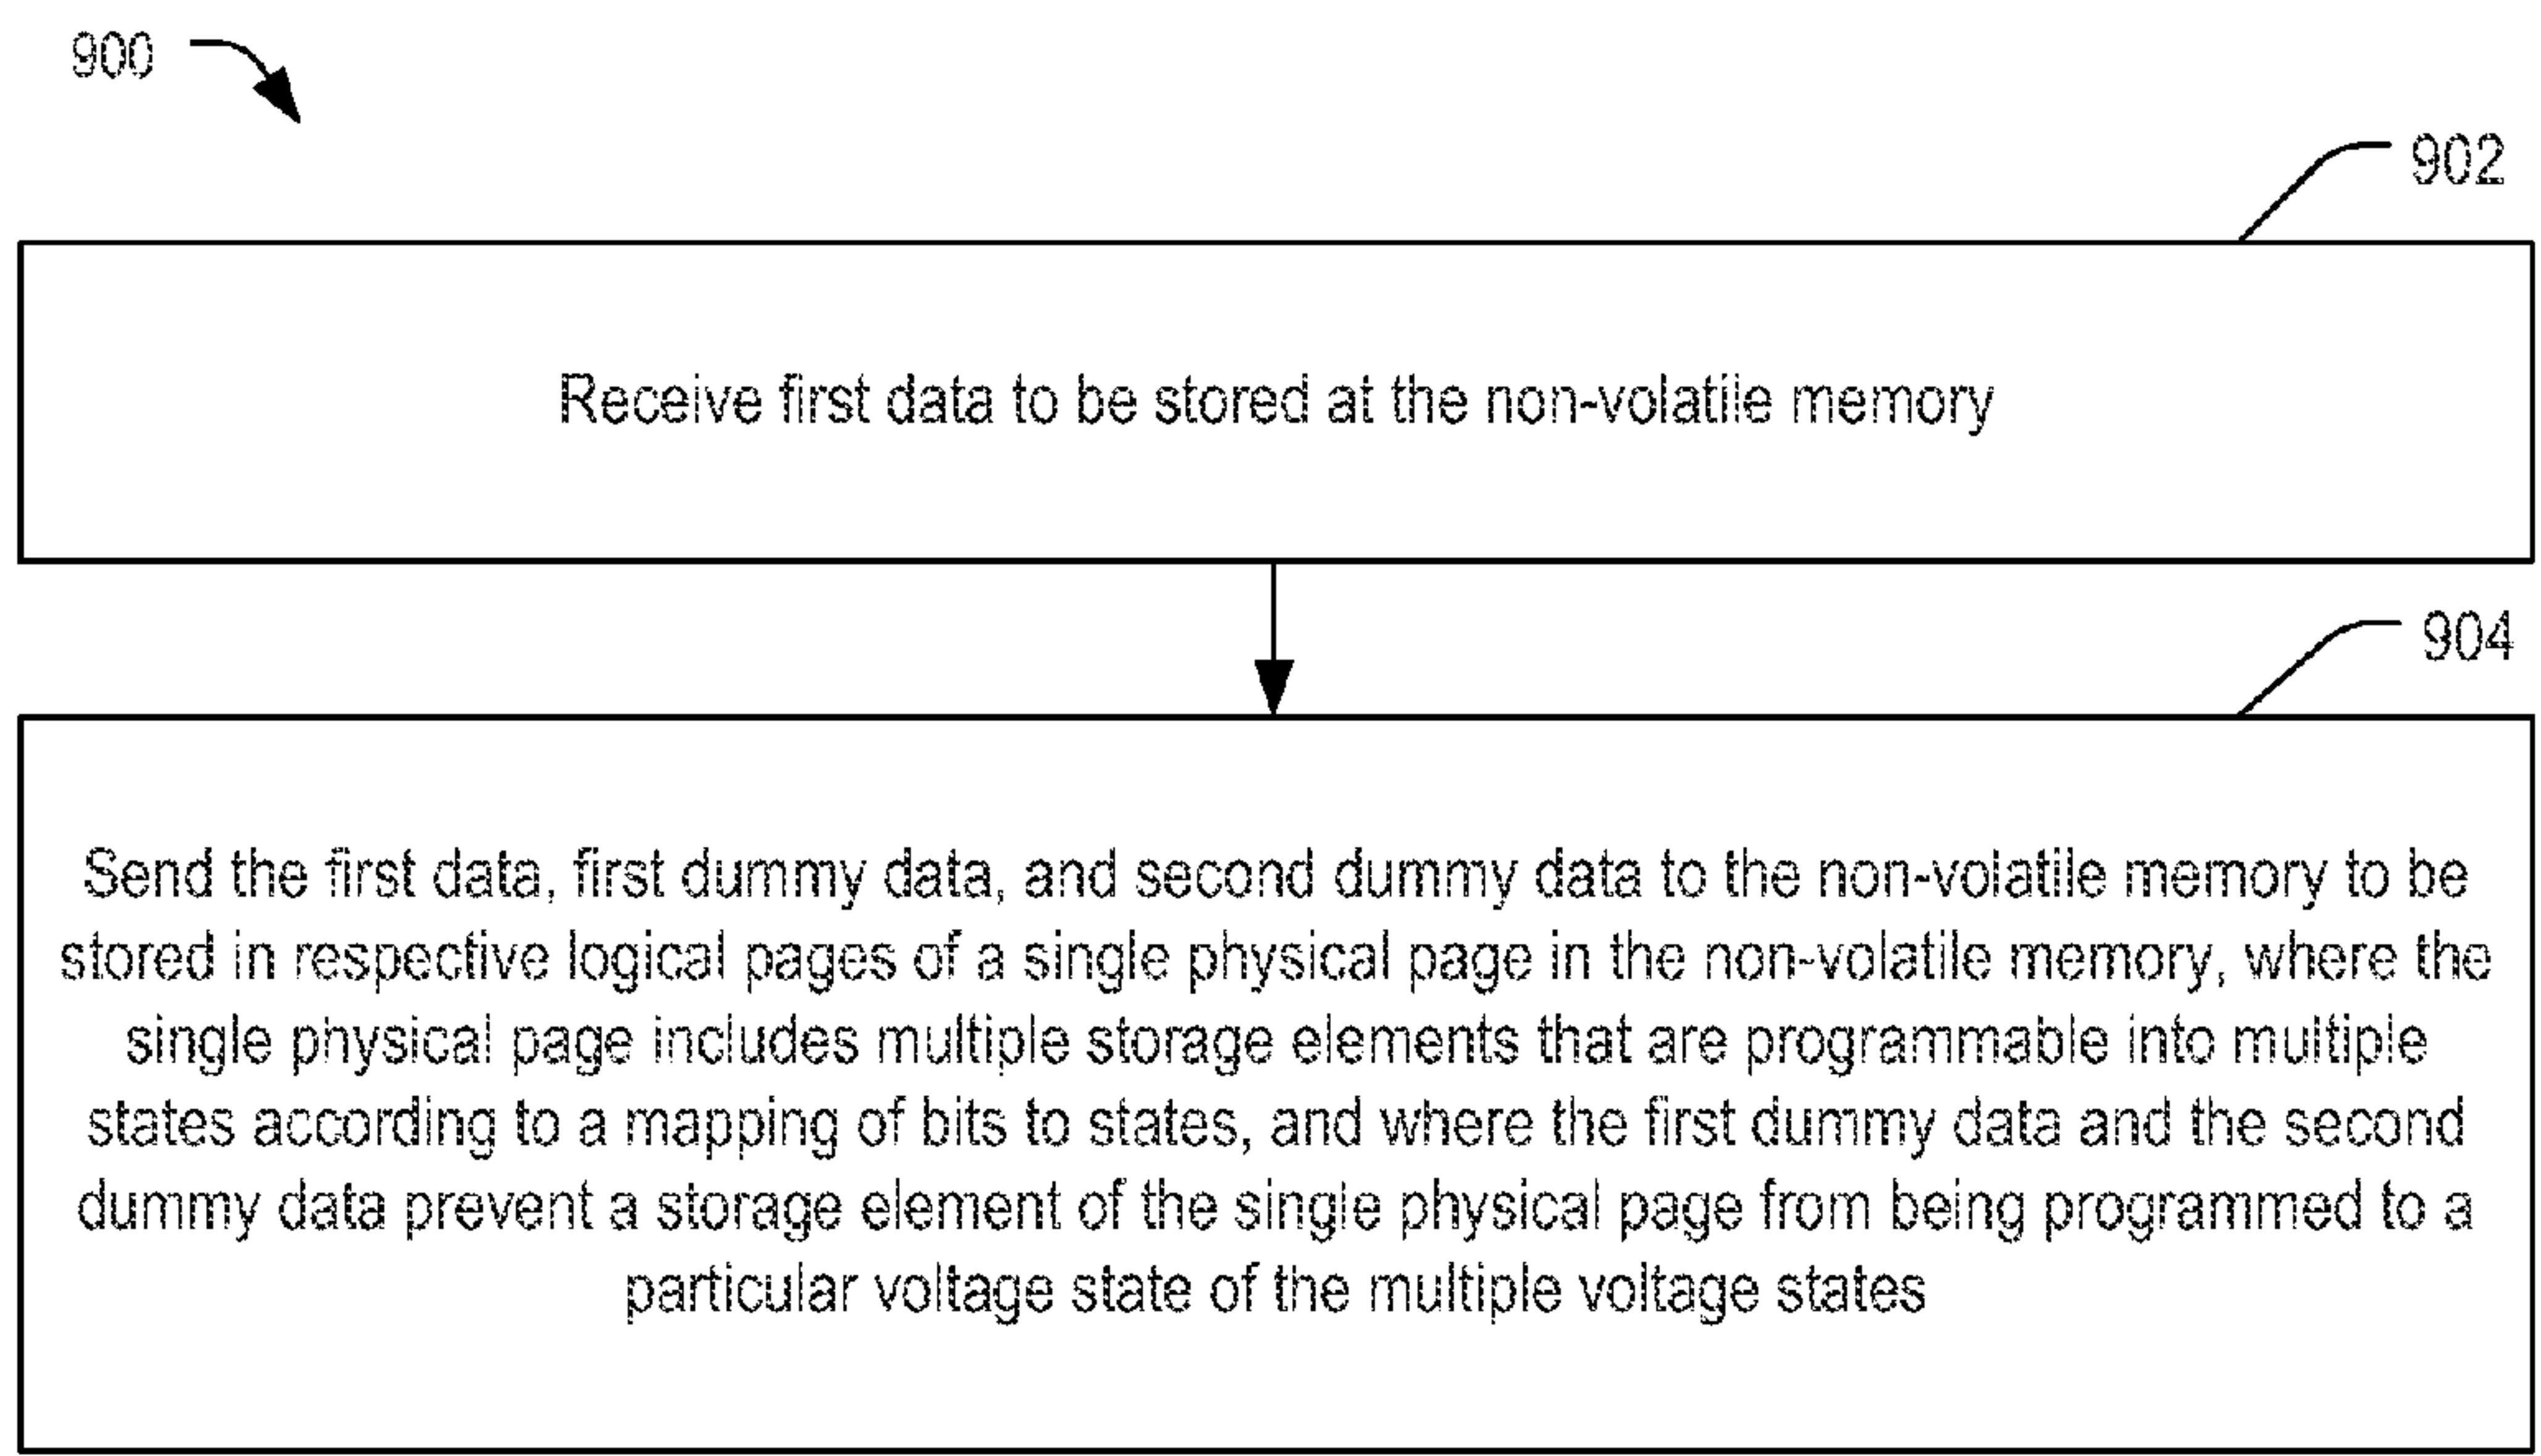 900
902
Receive first data to be stored at the non-volatile memory
904
Send the first data, first dummy data, and second dummy data to the non-volatile memory to be
stored in respective logical pages of a single physical page in the non-volatile memory, where the
single physical page includes multiple storage elements that are programmable into multiple
states according to a mapping of bits to states, and where the first dummy data and the second
dummy data prevent a storage element of the single physical page from being programmed to a
particular voltage state of the multiple voltage states